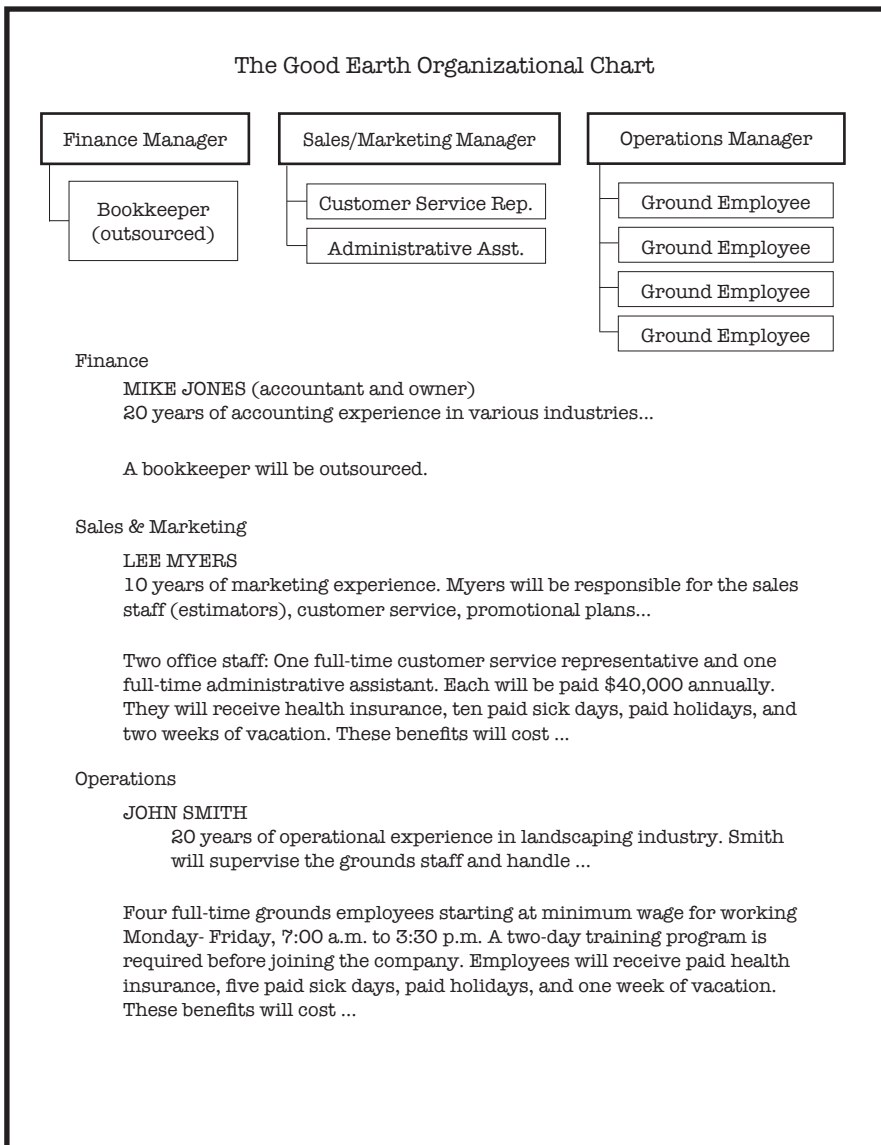 The Good Earth Organizational Chart
Finance Manager
Bookkeeper
(outsourced)
Sales/Marketing Manager
Customer Service Rep.
Administrative Asst.
Operations Manager
Ground Employee
Ground Employee
Ground Employee
Ground Employee
Finance
MIKE JONES (accountant and owner)
20 years of accounting experience in various industries...
A bookkeeper will be outsourced.
Sales & Marketing
LEE MYERS
10 years of marketing experience. Myers will be responsible for the sales
staff (estimators), customer service, promotional plans...
Two office staff: One full-time customer service representative and one
full-time administrative assistant. Each will be paid $40,000 annually.
They will receive health insurance, ten paid sick days, paid holidays, and
two weeks of vacation. These benefits will cost ...
Operations
JOHN SMITH
20 years of operational experience in landscaping industry. Smith
will supervise the grounds staff and handle ...
Four full-time grounds employees starting at minimum wage for working
Monday- Friday, 7:00 a.m. to 3:30 p.m. A two-day training program is
required before joining the company. Employees will receive paid health
insurance, five paid sick days, paid holidays, and one week of vacation.
These benefits will cost ...